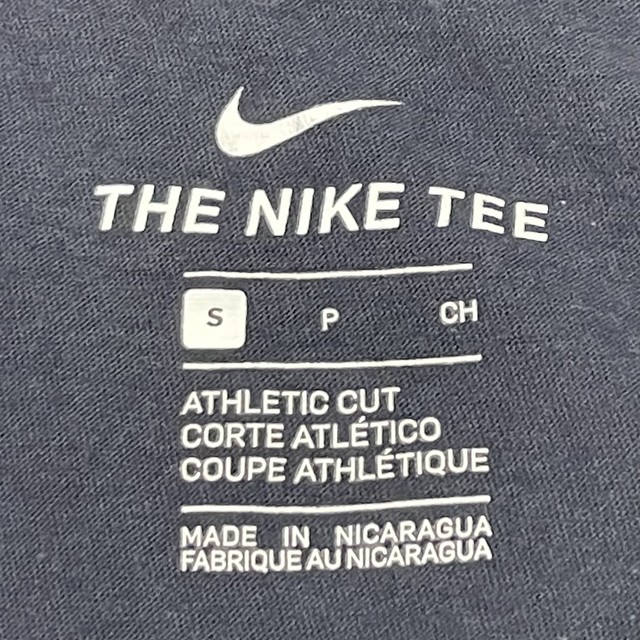 THE NIKE TEE
S P CH
ATHLETIC CUT
CORTE ATLÉTICO
COUPE ATHLÉTIQUE
MADE IN NICARAGUA
FABRIQUE AU NICARAGUA